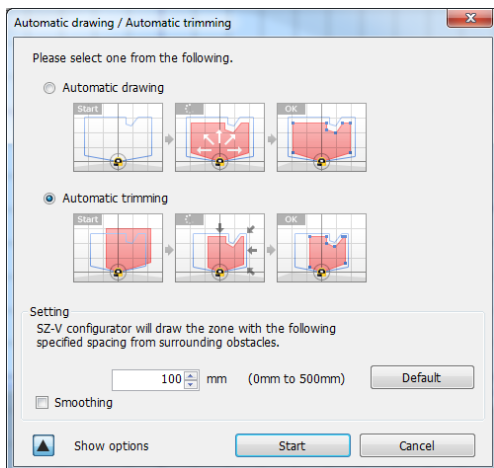 Automatic drawing / Automatic trimming
Please select one from the following.
Automatic drawing
Start
OK
Automatic trimming
Start
OK
Setting
SZ-V configurator will draw the zone with the following
specified spacing from surrounding obstacles.
100 mm (0mm to 500mm) Default
Smoothing
Show options Start Cancel